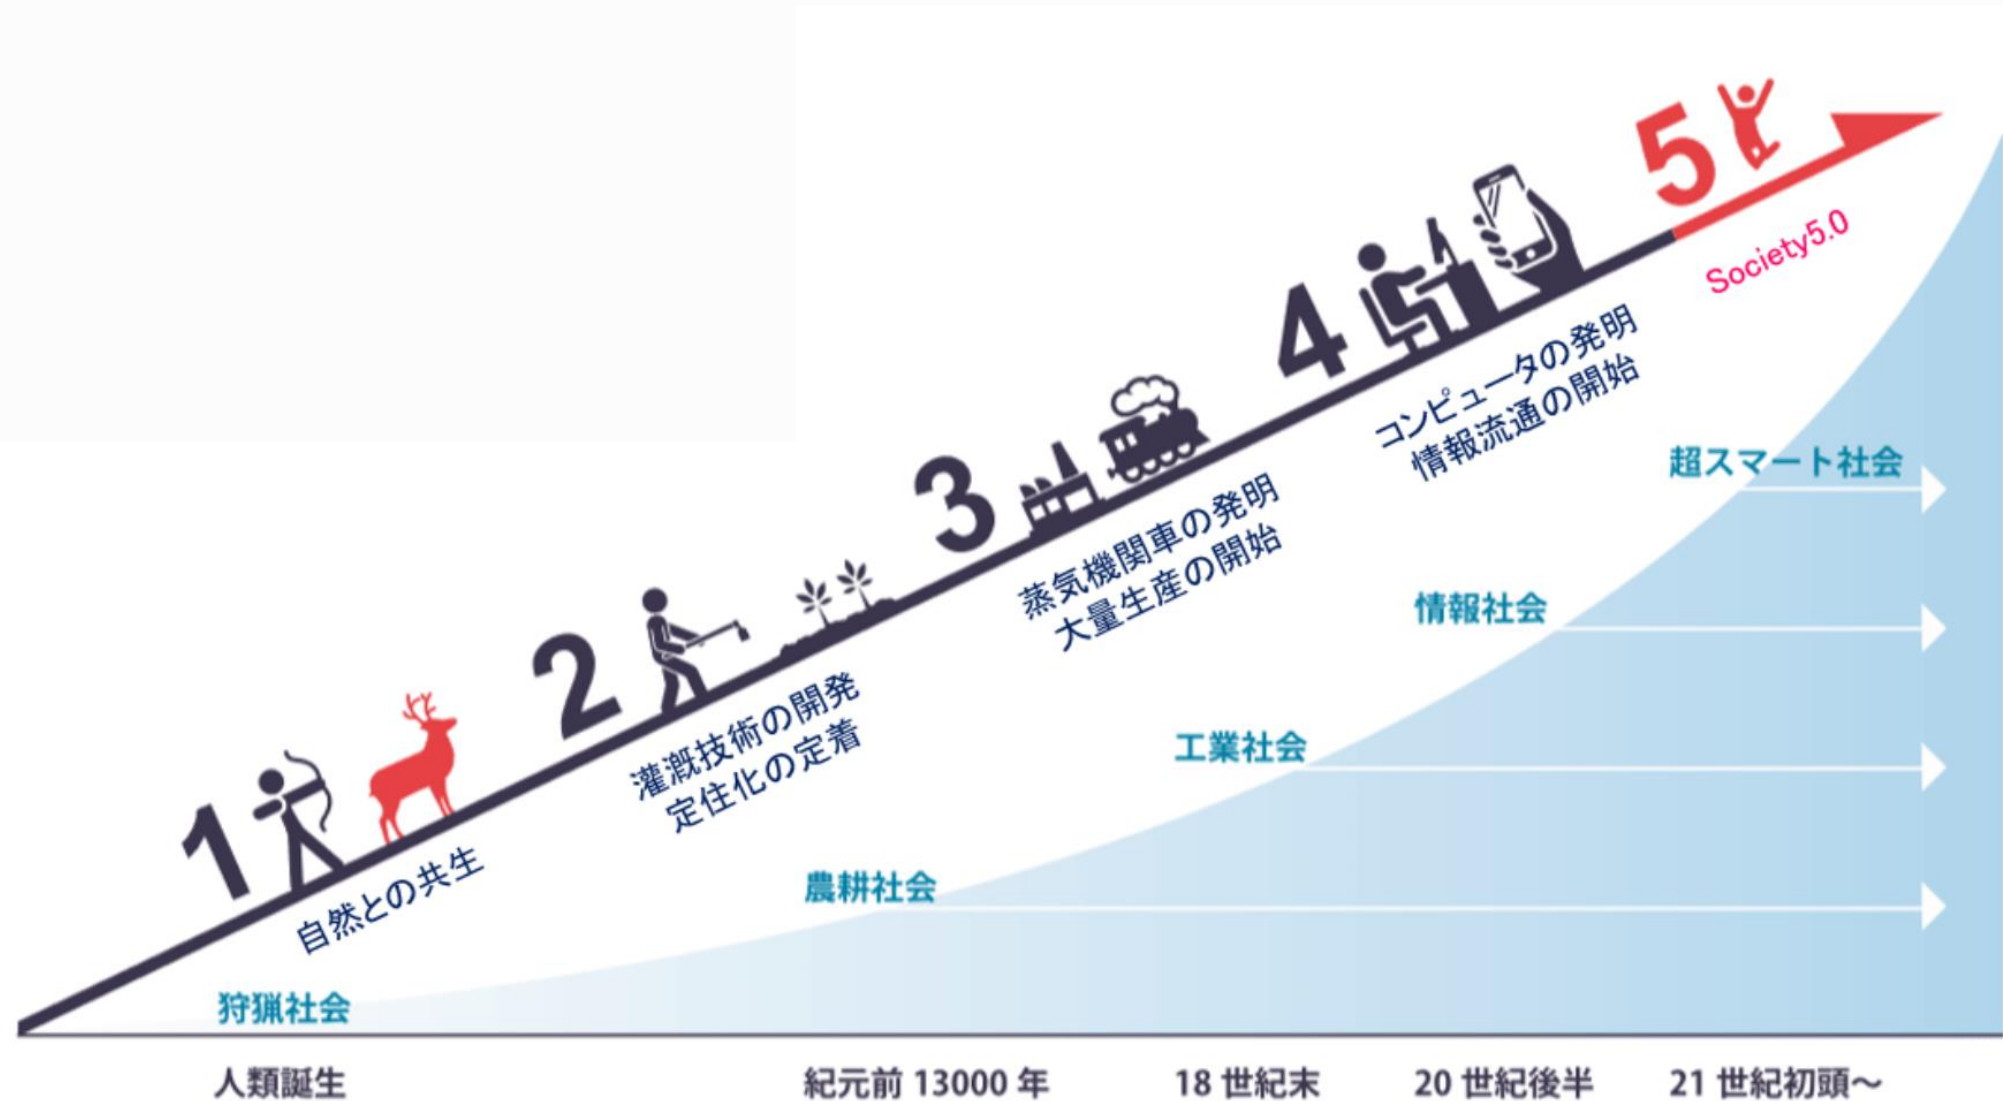 5
Society5.0
4
コンピュータの発明
情報流通の開始
超スマート社会
3
蒸気機関車の発明
大量生産の開始
情報社会
2
灌漑技術の開発
定住化の定着
工業社会
1
自然との共生
農耕社会
狩猟社会
人類誕生
紀元前 13000 年
18 世紀末
20 世紀後半
21 世紀初頭～